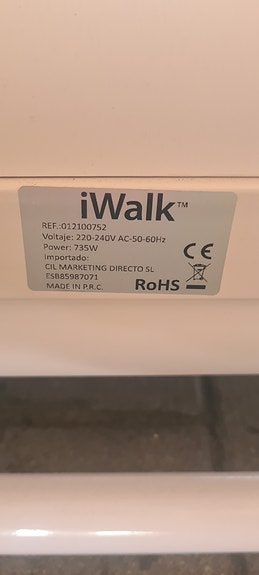 iWalk™
REF.:012100752
Voltaje: 220-240V AC-50-60Hz
Power: 735W
Importado:
CIL MARKETING DIRECTO SL
ESB85987071
MADE IN P.R.C.
CE
RoHS